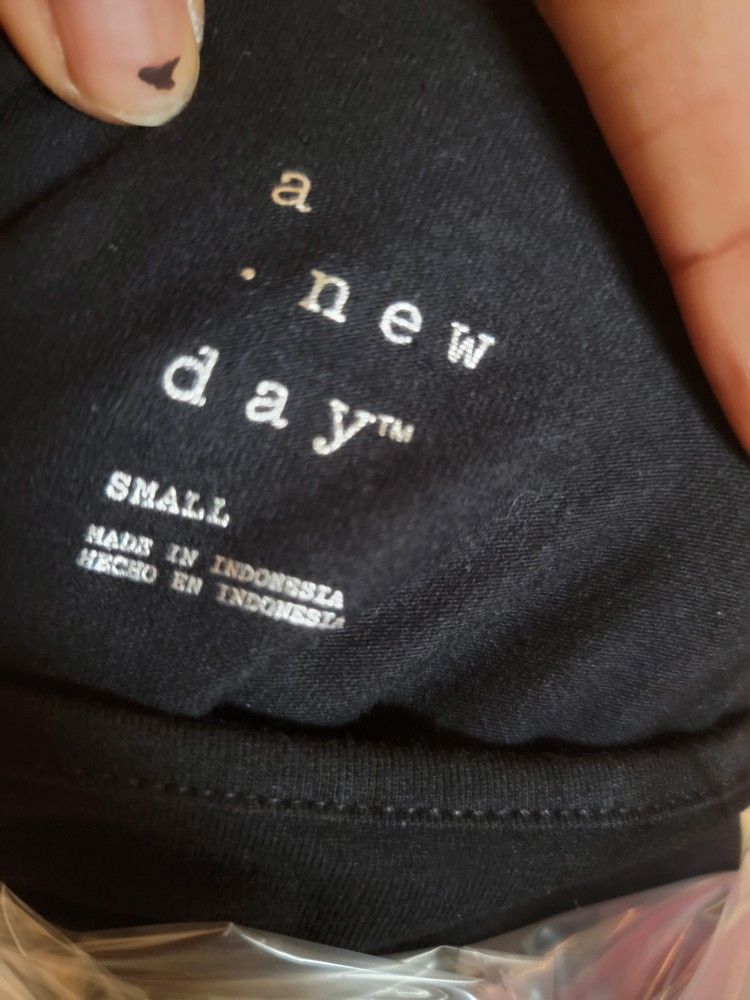 a
. new
day™
SMALL
MADE IN INDONESIA
HECHO EN INDONESIA